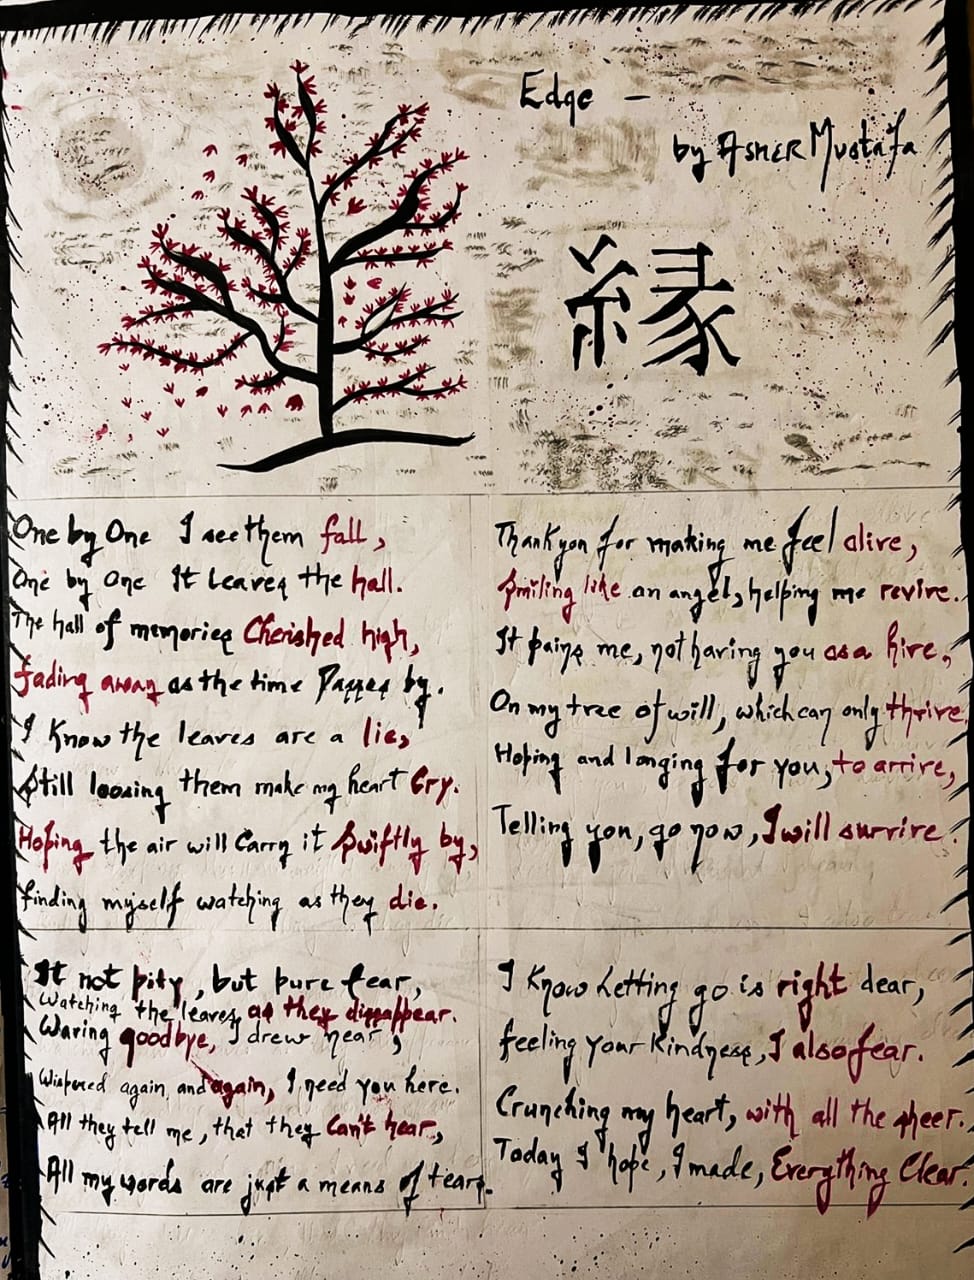 Edge -
by Asher Mustafa
縁
One by One I see them fall,
One by one It leaves the hall.
The hall of memories Cherished high,
fading away as the time Passes by.
I Know the leaves are a lie,
Still loosing them make my heart Cry.
Hoping the air will Carry it swiftly by,
finding myself watching as they die.
Thankyou for making me feel alive,
Smiling like an angel, helping me revive.
It pains me, not having you as a hive,
On my tree of will, which can only thrive,
Hoping and longing for you, to arrive,
Telling you, go now, I will survive.
It not pity, but pure fear,
Watching the leaves as they dissappear.
Waving goodbye, I drew near,
Wispered again and again, I need you here.
All they tell me, that they Can't hear,
All my words are just a means of tears.
I Know Letting go is right dear,
feeling your Kindness, I also fear.
Crunching my heart, with all the sheer.
Today I hope, I made, Everything Clear.